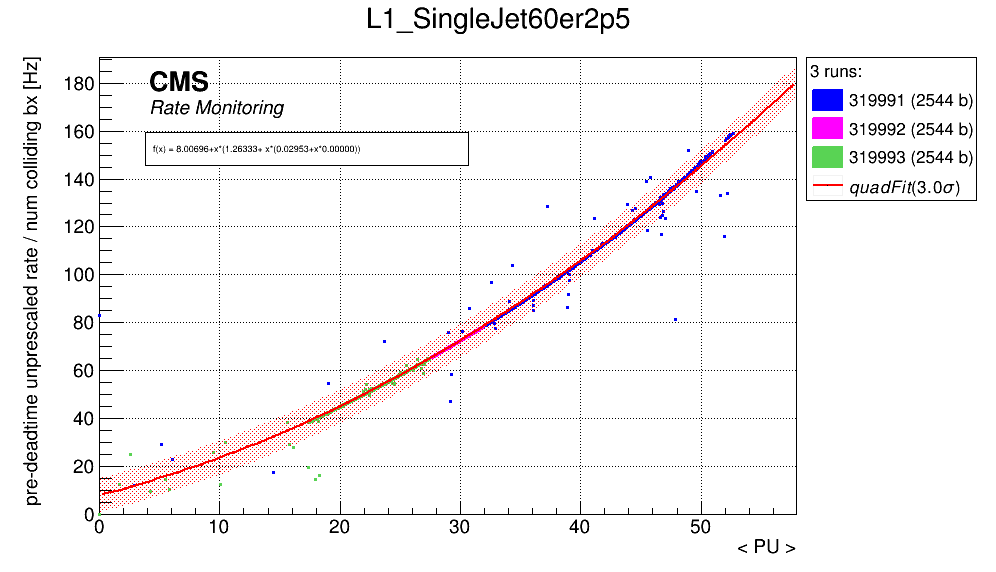 L1_SingleJet60er2p5
pre-deadtime unprescaled rate / num colliding bx [Hz]
CMS
Rate Monitoring
f(x) = 8.00696+x*(1.26333+ x*(0.02953+x*0.00000))
180
160
140
120
100
80
60
40
20
0
0 10 20 30 40 50
< PU >
3 runs:
319991 (2544 b)
319992 (2544 b)
319993 (2544 b)
quadFit(3.0σ)